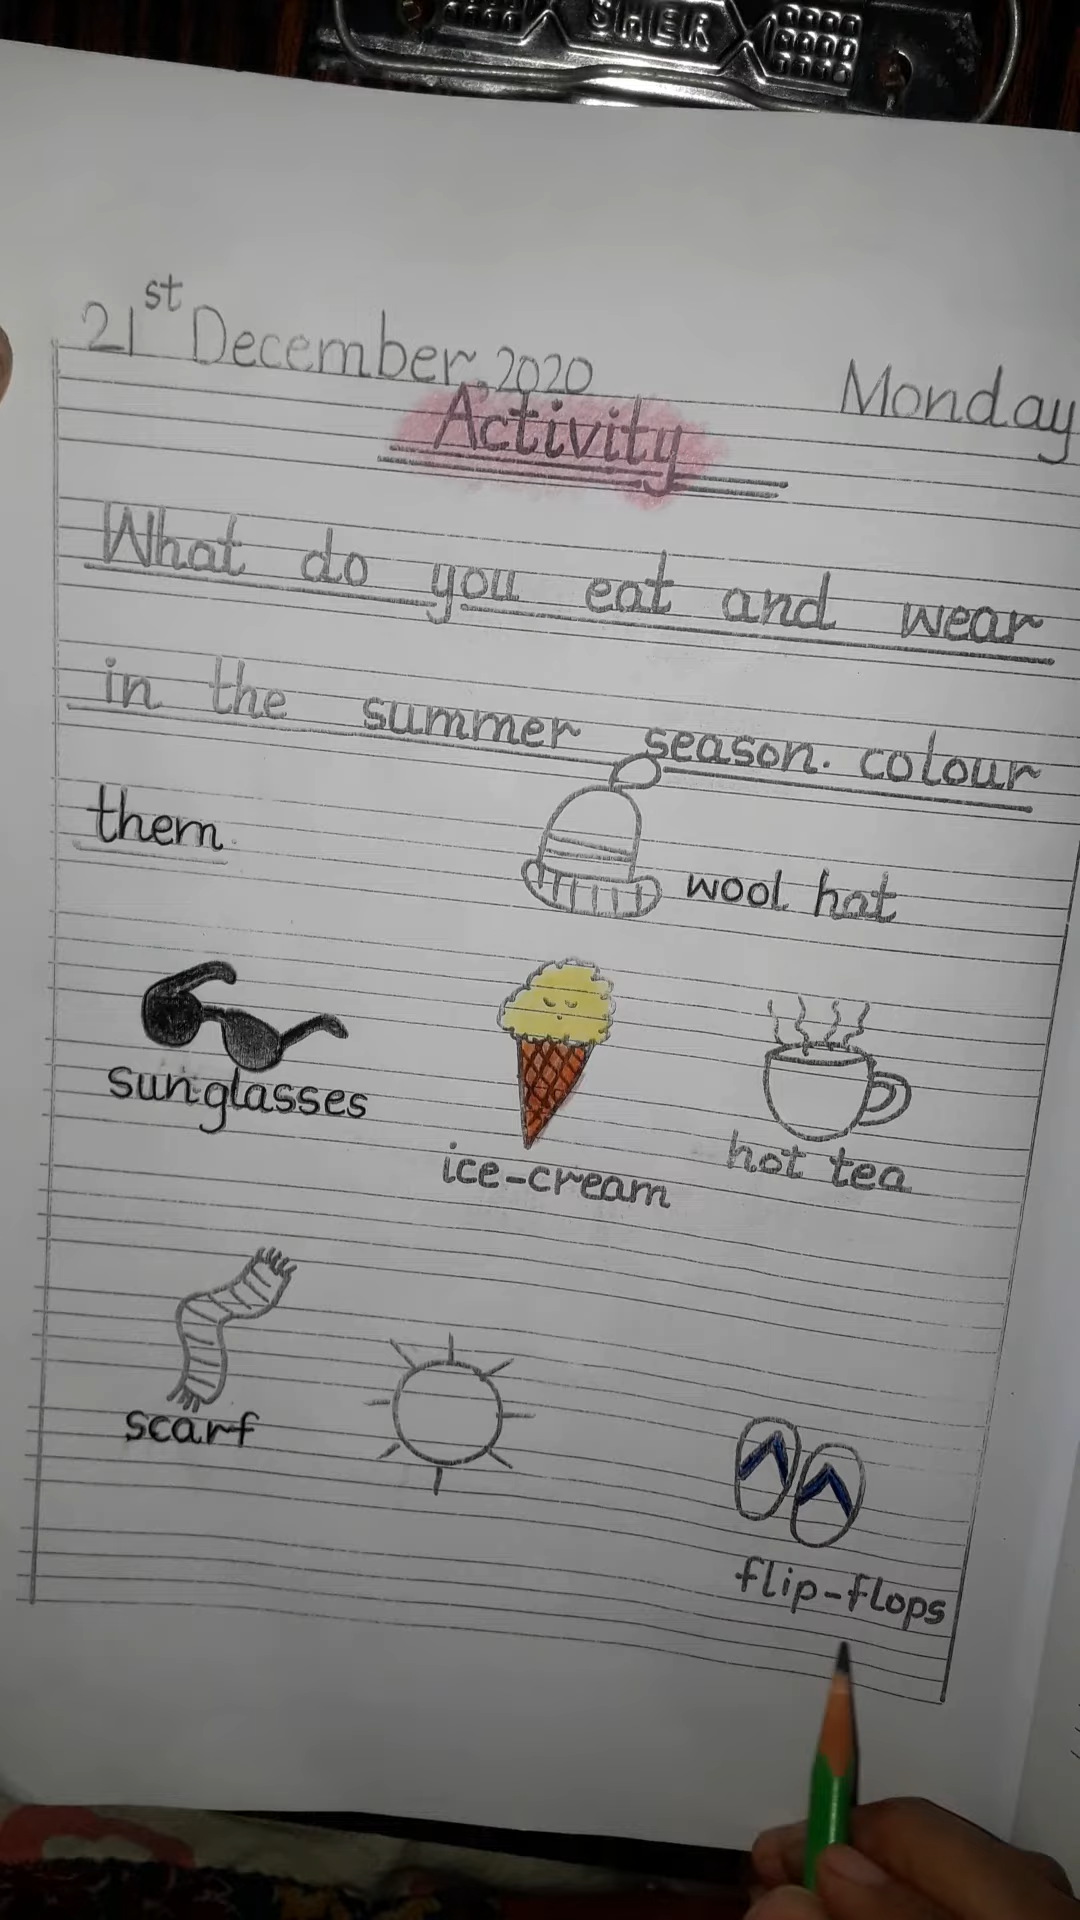 SHER
21st December, 2020
Monday
Activity
What do you eat and wear
in the summer season. colour
them.
wool hat
sunglasses
ice-cream
hot tea
scarf
flip-flops